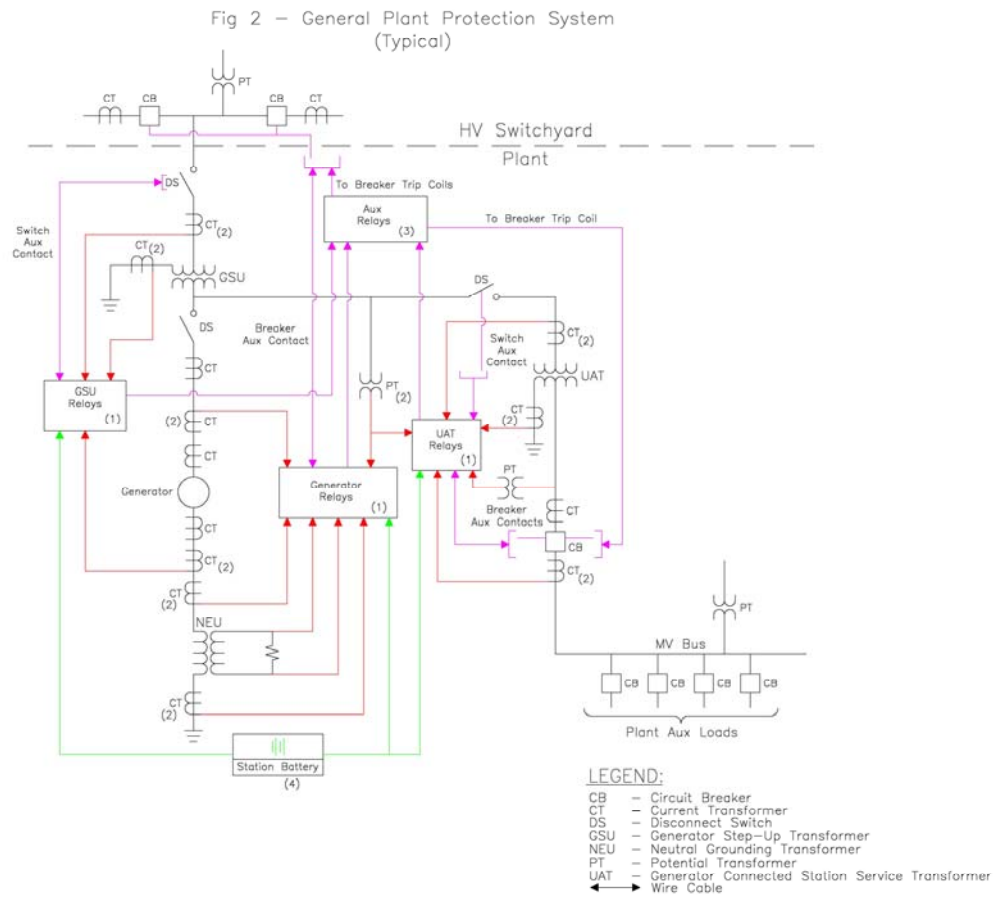 Fig 2 – General Plant Protection System
(Typical)
PT
CT
CB
CB
CT
HV Switchyard
Plant
DS
To Breaker Trip Coils
Aux
Relays
(3)
To Breaker Trip Coil
Switch
Aux
Contact
CT
(2)
CT
(2)
GSU
DS
DS
Breaker
Aux Contact
Switch
Aux
Contact
CT
(2)
CT
PT
(2)
UAT
GSU
Relays
(1)
(2)
CT
CT
(2)
UAT
Relays
(1)
CT
PT
Generator
Generator
Relays
(1)
Breaker
Aux Contacts
CT
CT
CB
CT
(2)
CT
(2)
CT
(2)
PT
NEU
MV Bus
CB
CB
CB
CB
CT
(2)
Plant Aux Loads
Station Battery
(4)
LEGEND:
CB – Circuit Breaker
CT – Current Transformer
DS – Disconnect Switch
GSU – Generator Step–Up Transformer
NEU – Neutral Grounding Transformer
PT – Potential Transformer
UAT – Generator Connected Station Service Transformer
Wire Cable